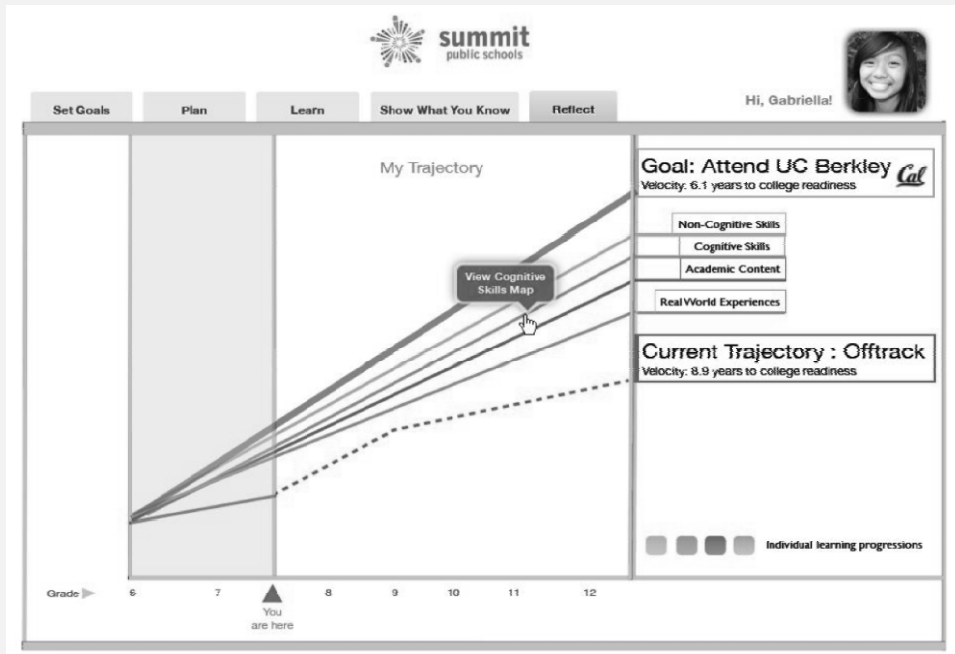 summit
public schools
Hi, Gabriella!
Set Goals
Plan
Learn
Show What You Know
Reflect
My Trajectory
Goal: Attend UC Berkley
Cal
Velocity: 6.1 years to college readiness
Non-Cognitive Skills
Cognitive Skills
Academic Content
Real World Experiences
View Cognitive
Skills Map
Current Trajectory : Offtrack
Velocity: 8.9 years to college readiness
Individual learning progressions
Grade
6
7
8
9
10
11
12
You
are here